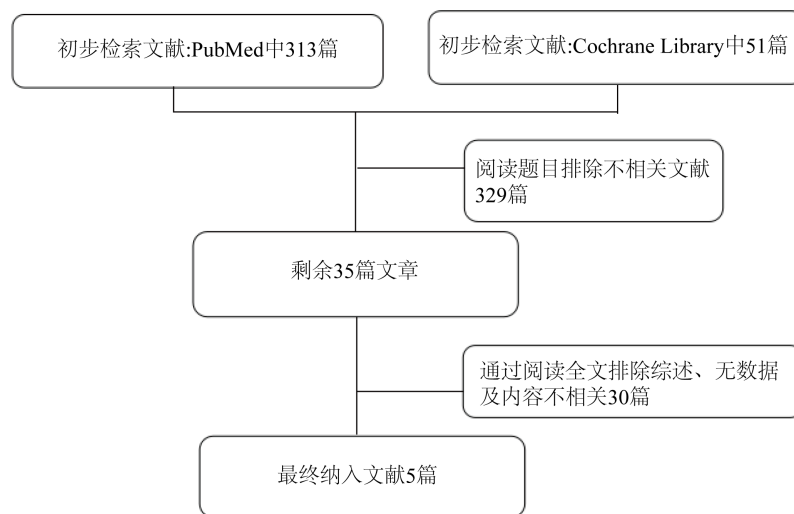 初步检索文献:PubMed中313篇
初步检索文献:Cochrane Library中51篇
阅读题目排除不相关文献
329篇
剩余35篇文章
通过阅读全文排除综述、无数据
及内容不相关30篇
最终纳入文献5篇